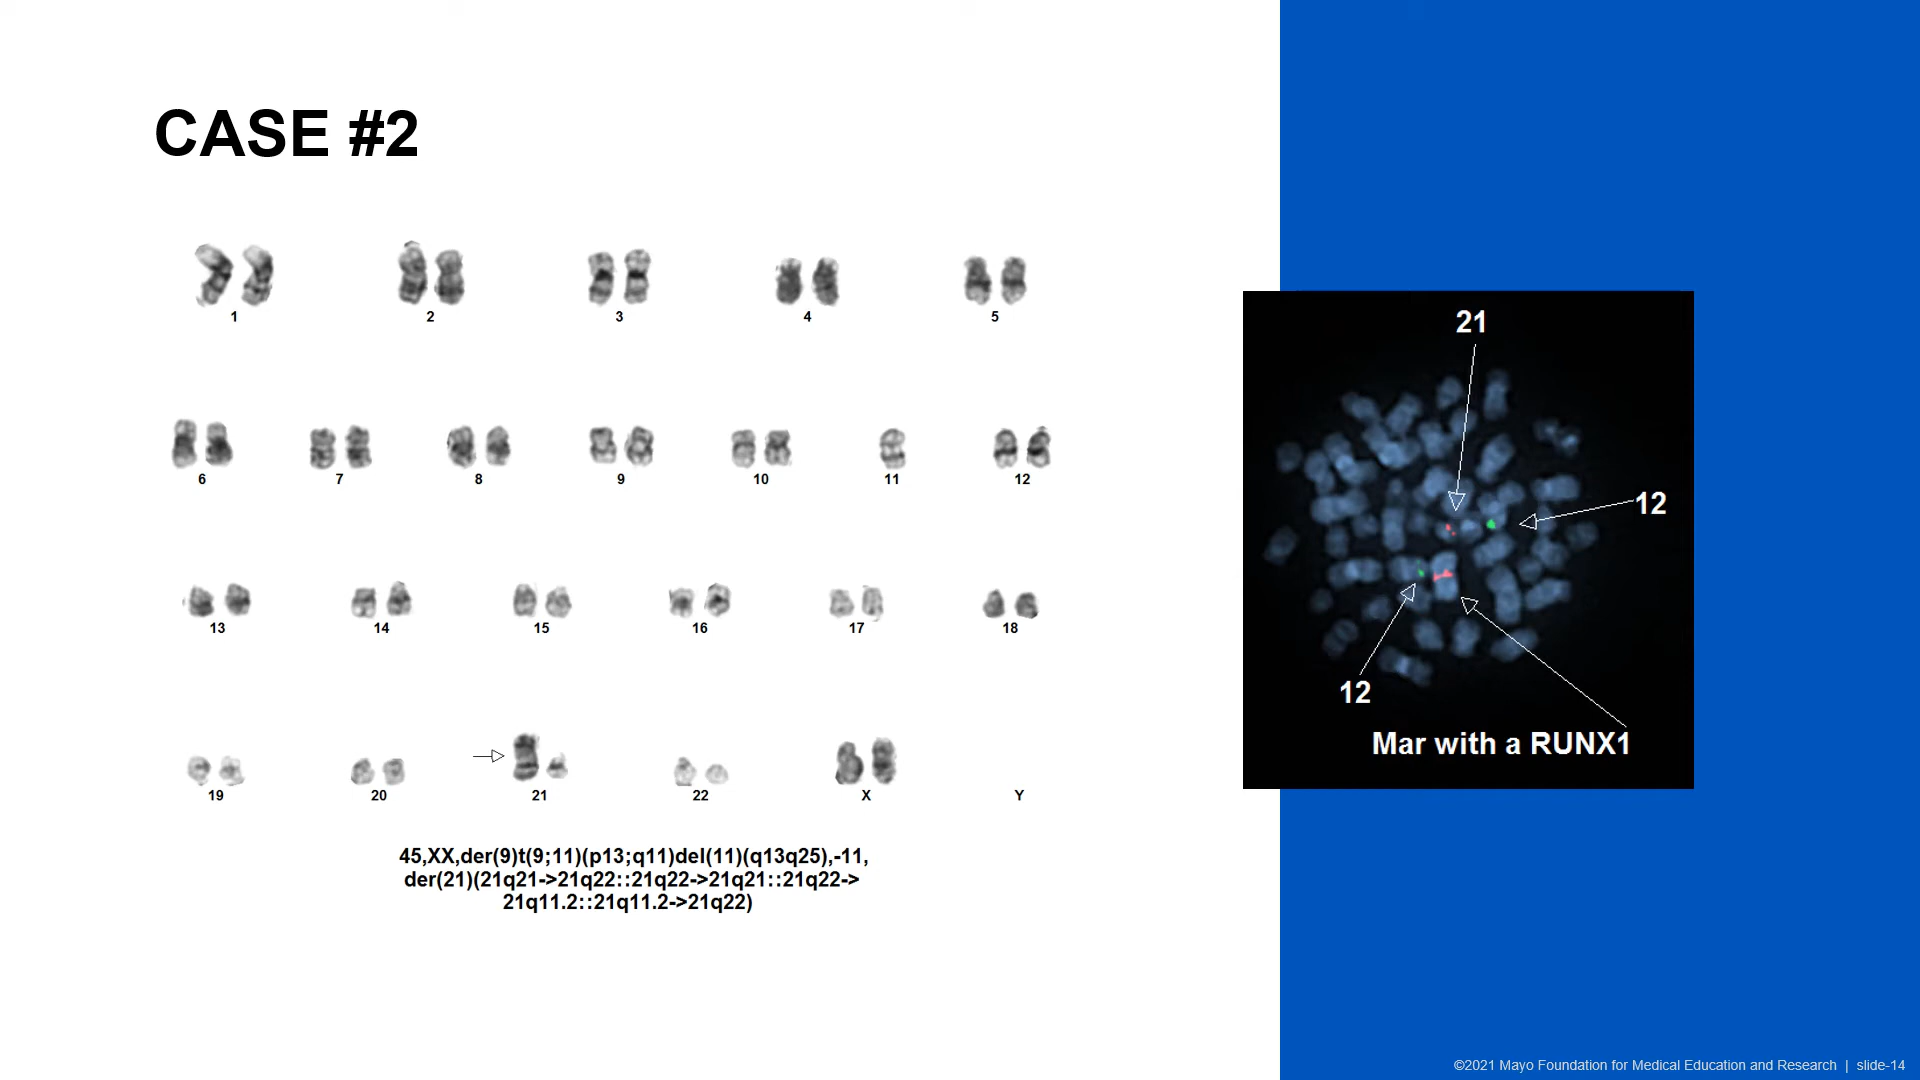 CASE #2
1 2 3 4 5
6 7 8 9 10 11 12
13 14 15 16 17 18
19 20 21 22 X Y
45,XX,der(9)t(9;11)(p13;q11)del(11)(q13q25),-11,
der(21)(21q21->21q22::21q22->21q21::21q22->
21q11.2::21q11.2->21q22)
21
12
12
Mar with a RUNX1
©2021 Mayo Foundation for Medical Education and Research | slide-14